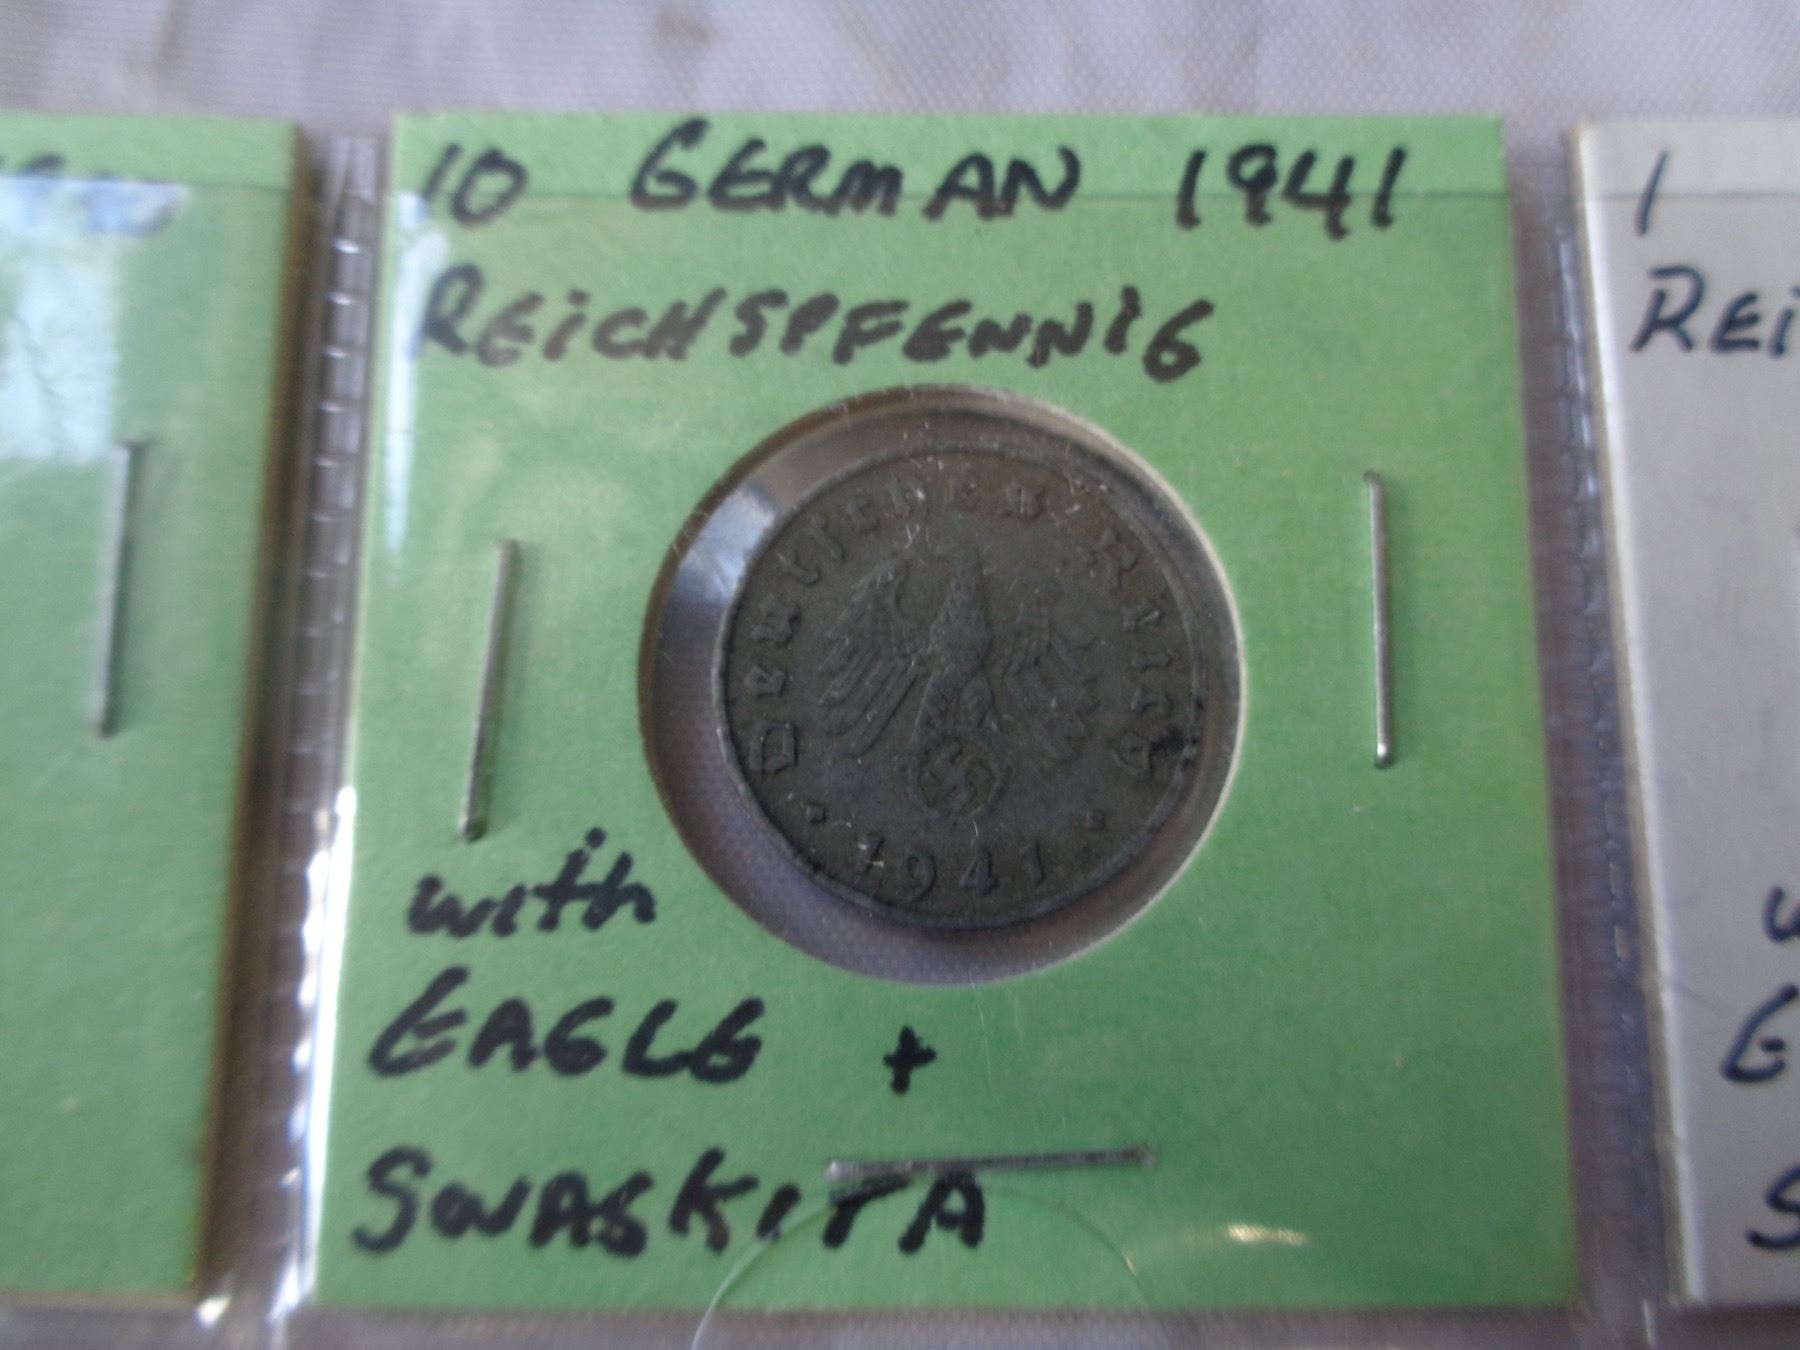 10 GERMAN 1941
REICHSPFENNIG
Deutsches Reich
1941
with
EAGLE +
SWASKITA
1
REI
E
S